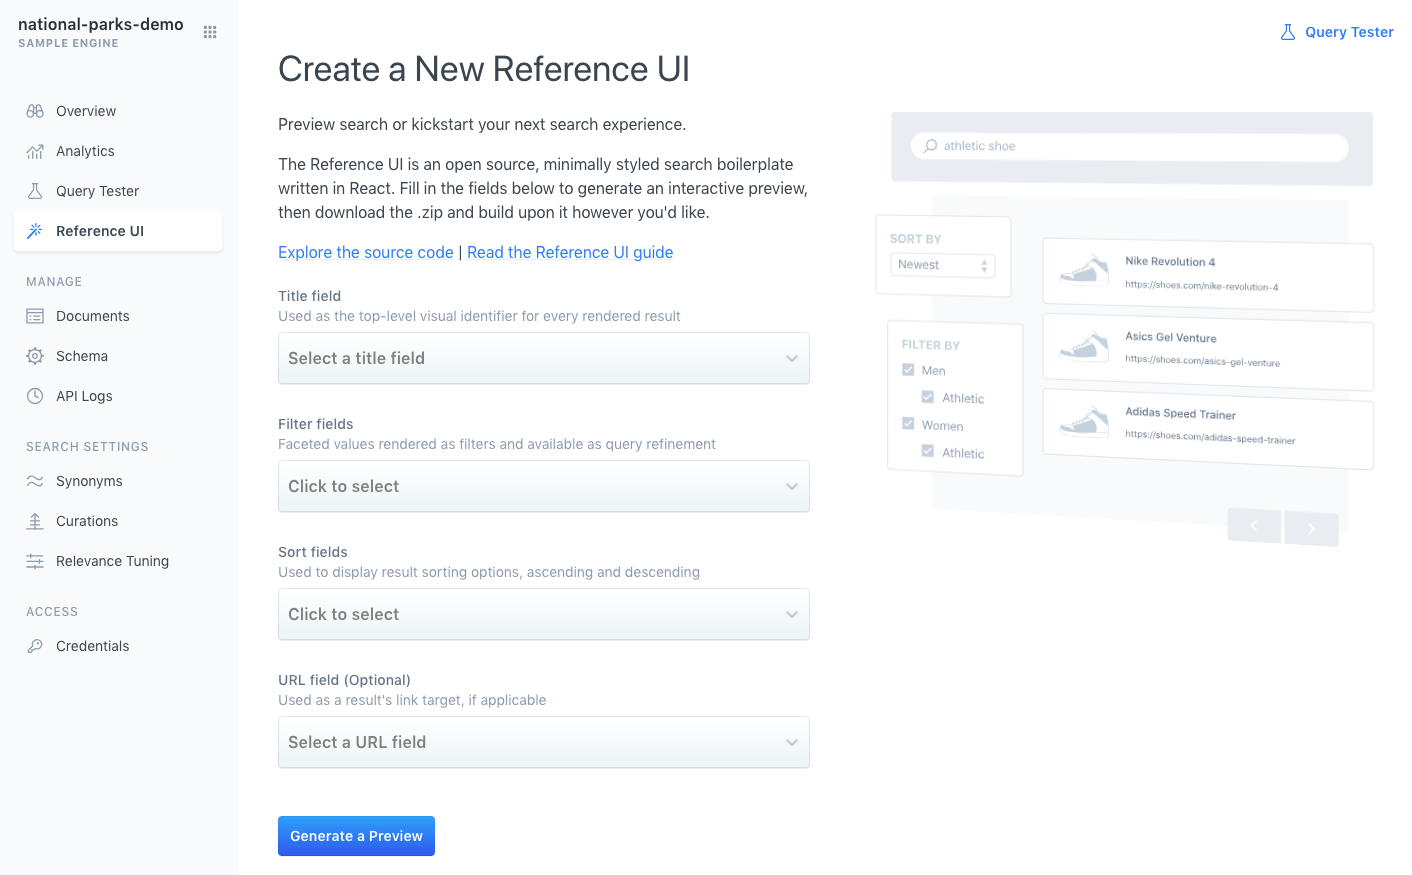 national-parks-demo
SAMPLE ENGINE
Overview
Analytics
Query Tester
Reference UI
MANAGE
Documents
Schema
API Logs
SEARCH SETTINGS
Synonyms
Curations
Relevance Tuning
ACCESS
Credentials
Query Tester
Create a New Reference UI
Preview search or kickstart your next search experience.
The Reference UI is an open source, minimally styled search boilerplate
written in React. Fill in the fields below to generate an interactive preview,
then download the .zip and build upon it however you'd like.
Explore the source code | Read the Reference UI guide
Title field
Used as the top-level visual identifier for every rendered result
Select a title field
Filter fields
Faceted values rendered as filters and available as query refinement
Click to select
Sort fields
Used to display result sorting options, ascending and descending
Click to select
URL field (Optional)
Used as a result's link target, if applicable
Select a URL field
Generate a Preview
athletic shoe
SORT BY
Newest
FILTER BY
Men
Athletic
Women
Athletic
Nike Revolution 4
https://shoes.com/nike-revolution-4
Asics Gel Venture
https://shoes.com/asics-gel-venture
Adidas Speed Trainer
https://shoes.com/adidas-speed-trainer